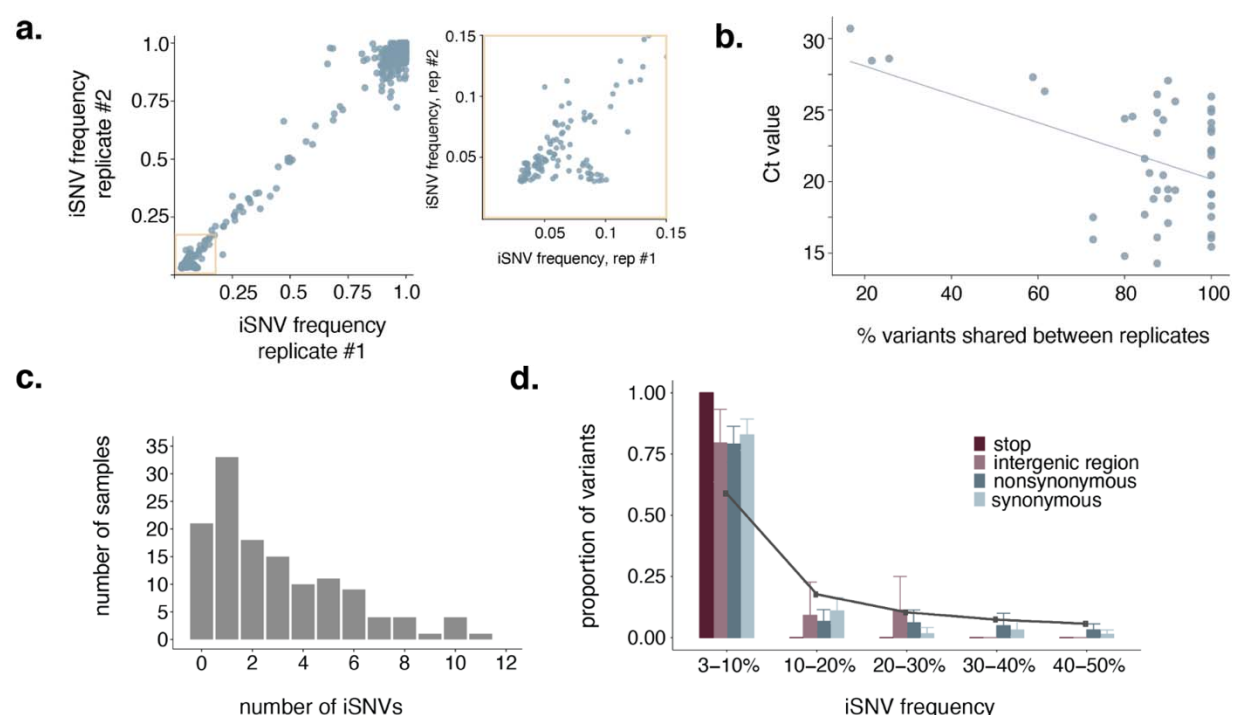 a.
1.0
0.75
0.5
0.25
iSNV frequency
replicate #2
0.25
0.5
0.75
1.0
iSNV frequency
replicate #1
0.15
0.1
0.05
iSNV frequency, rep #2
0.05
0.1
0.15
iSNV frequency, rep #1
b.
30
25
20
15
Ct value
20
40
60
80
100
% variants shared between replicates
c.
35
30
25
20
15
10
5
0
number of samples
0
2
4
6
8
10
12
number of iSNVs
d.
1.00
0.75
0.50
0.25
0.00
proportion of variants
stop
intergenic region
nonsynonymous
synonymous
3–10%
10–20%
20–30%
30–40%
40–50%
iSNV frequency